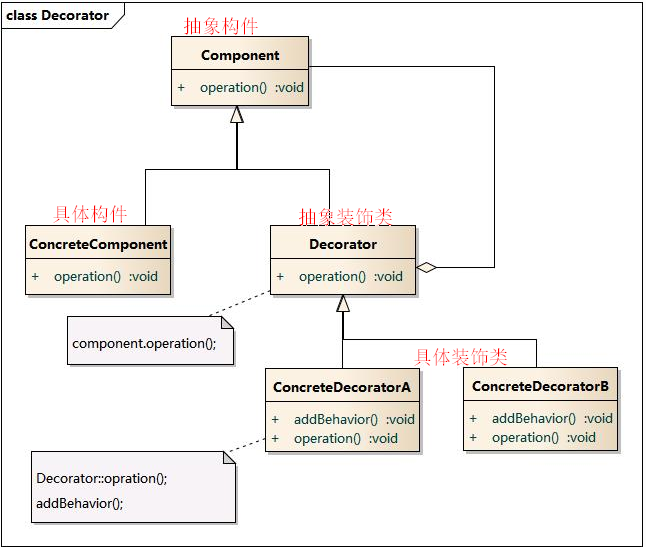 class Decorator
抽象构件
Component
+ operation() :void
具体构件
ConcreteComponent
+ operation() :void
抽象装饰类
Decorator
+ operation() :void
component.operation();
具体装饰类
ConcreteDecoratorA
+ addBehavior() :void
+ operation() :void
ConcreteDecoratorB
+ addBehavior() :void
+ operation() :void
Decorator::opration();
addBehavior();